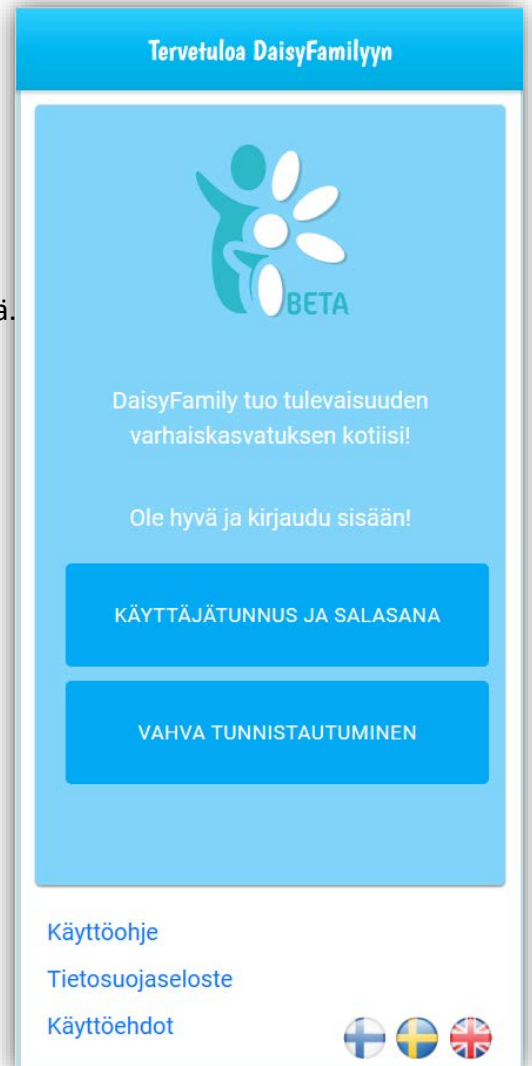 Tervetuloa DaisyFamilyyn
BETA
ä.
DaisyFamily tuo tulevaisuuden
varhaiskasvatuksen kotiisi!
Ole hyvä ja kirjaudu sisään!
KÄYTTÄJÄTUNNUS JA SALASANA
VAHVA TUNNISTAUTUMINEN
Käyttöohje
Tietosuojaseloste
Käyttöehdot